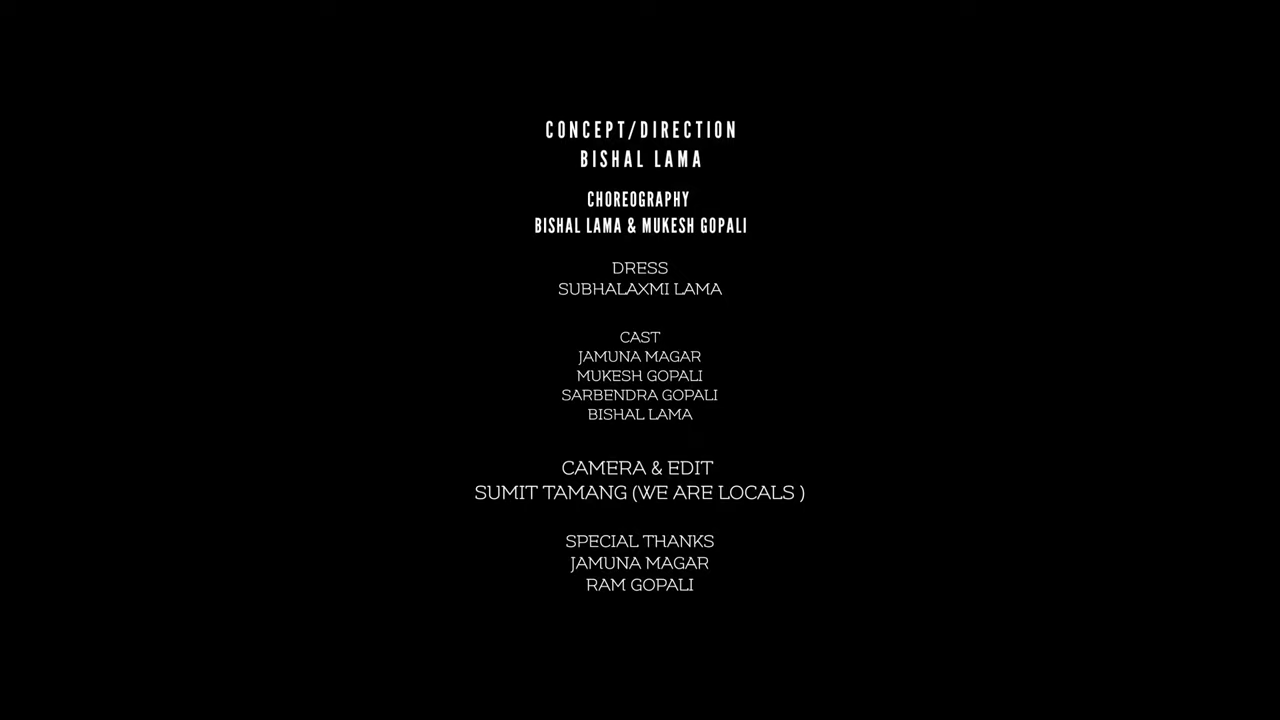 CONCEPT/DIRECTION
BISHAL LAMA
CHOREOGRAPHY
BISHAL LAMA & MUKESH GOPALI
DRESS
SUBHALAXMI LAMA
CAST
JAMUNA MAGAR
MUKESH GOPALI
SARBENDRA GOPALI
BISHAL LAMA
CAMERA & EDIT
SUMIT TAMANG (WE ARE LOCALS )
SPECIAL THANKS
JAMUNA MAGAR
RAM GOPALI